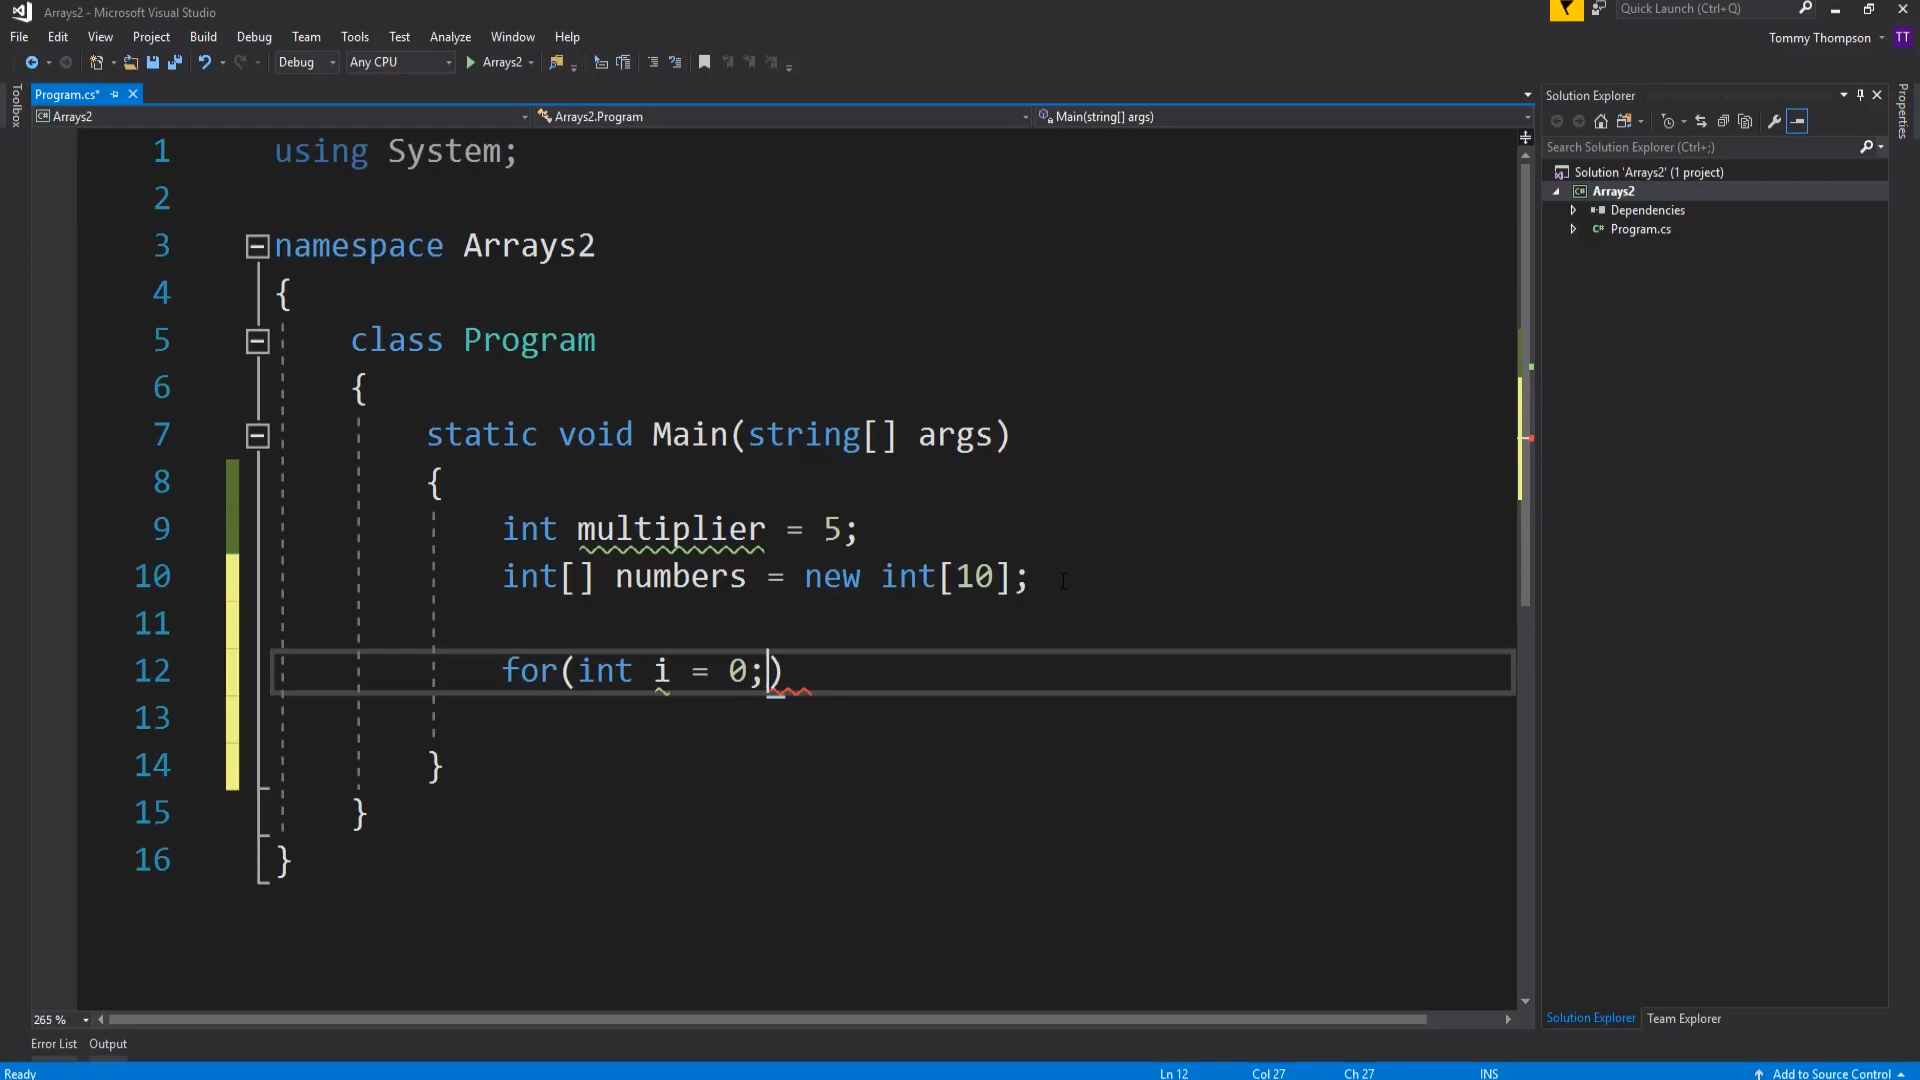 Arrays2 - Microsoft Visual Studio
Quick Launch (Ctrl+Q)
File Edit View Project Build Debug Team Tools Test Analyze Window Help
Tommy Thompson TT
Debug Any CPU Arrays2
Toolbox
Program.cs*
Arrays2 Arrays2.Program Main(string[] args)
1 using System;
2
3 namespace Arrays2
4 {
5 class Program
6 {
7 static void Main(string[] args)
8 {
9 int multiplier = 5;
10 int[] numbers = new int[10];
11
12 for(int i = 0;)
13
14 }
15 }
16 }
265 %
Solution Explorer
Search Solution Explorer (Ctrl+;)
Solution 'Arrays2' (1 project)
C# Arrays2
Dependencies
C# Program.cs
Solution Explorer Team Explorer
Properties
Error List Output
Ready Ln 12 Col 27 Ch 27 INS Add to Source Control